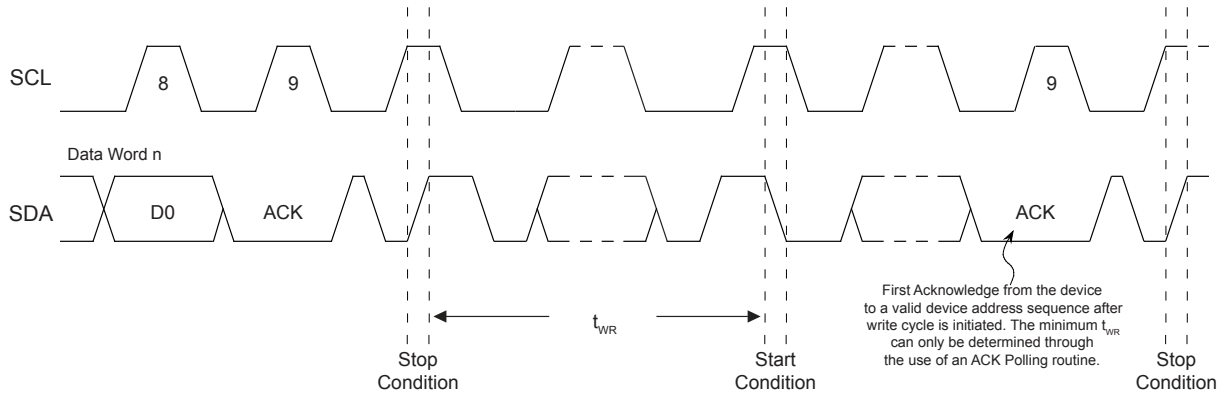 SCL
8
9
9
Data Word n
SDA
D0
ACK
ACK
First Acknowledge from the device
to a valid device address sequence after
write cycle is initiated. The minimum tWR
can only be determined through
the use of an ACK Polling routine.
tWR
Stop
Condition
Start
Condition
Stop
Condition